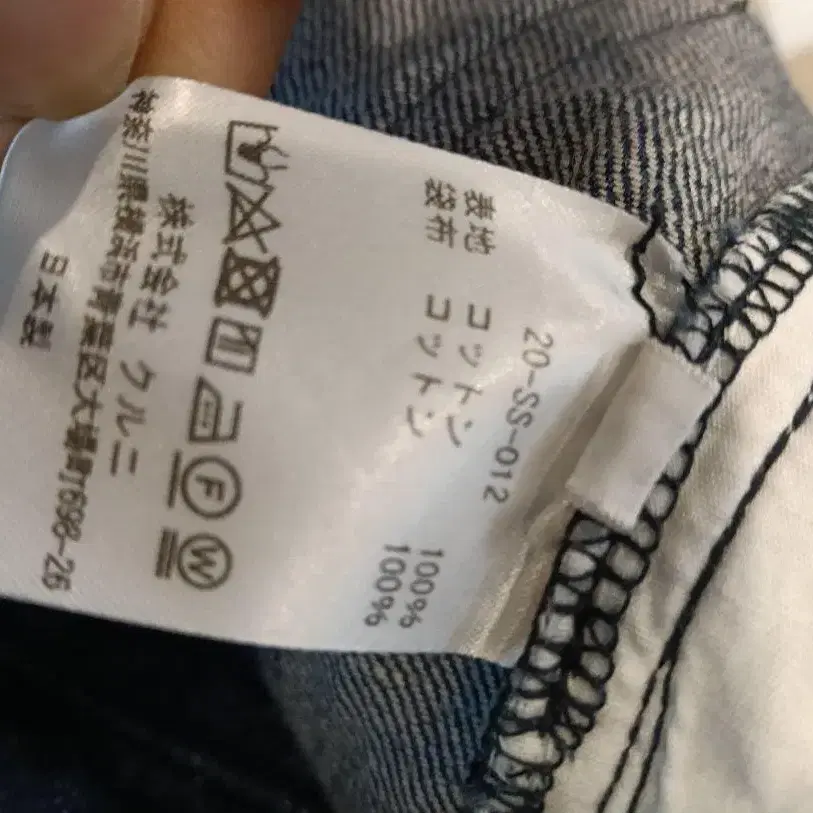 20-SS-012
表地 コットン 100%
袋布 コットン 100%
F W
株式会社 クルニ
神奈川県横浜市青葉区大場町698-26
日本製